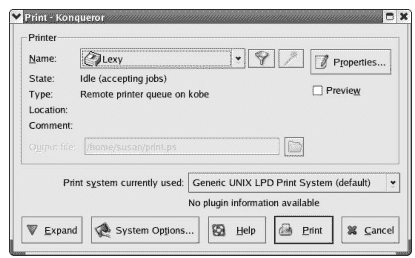 Print - Konqueror
Printer
Name: Lexy
Properties...
State: Idle (accepting jobs)
Preview
Type: Remote printer queue on kobe
Location:
Comment:
Output file: /home/susan/print.ps
Print system currently used: Generic UNIX LPD Print System (default)
No plugin information available
Expand System Options... Help Print Cancel